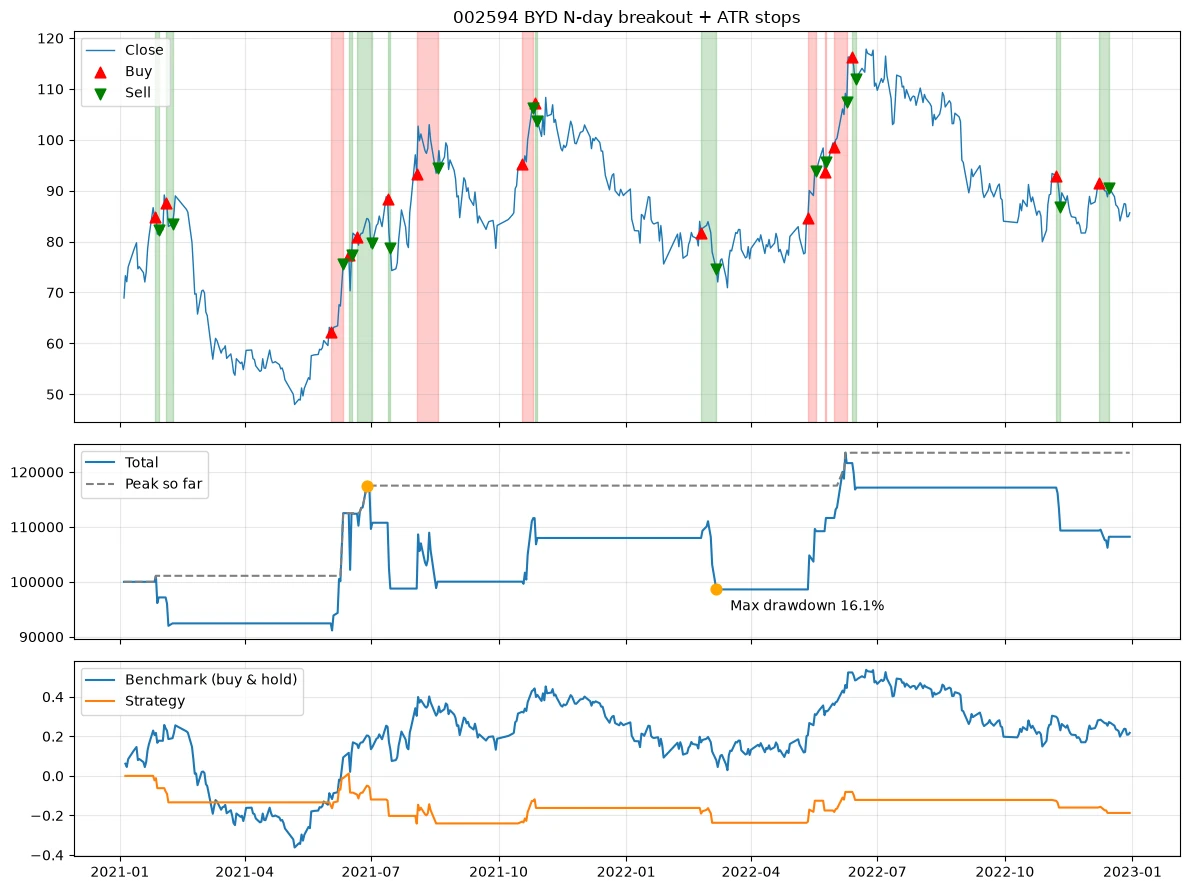 002594 BYD N-day breakout + ATR stops
120
110
100
90
80
70
60
50
Close
Buy
Sell
120000
110000
100000
90000
Total
Peak so far
Max drawdown 16.1%
0.4
0.2
0.0
−0.2
−0.4
Benchmark (buy & hold)
Strategy
2021-01
2021-04
2021-07
2021-10
2022-01
2022-04
2022-07
2022-10
2023-01